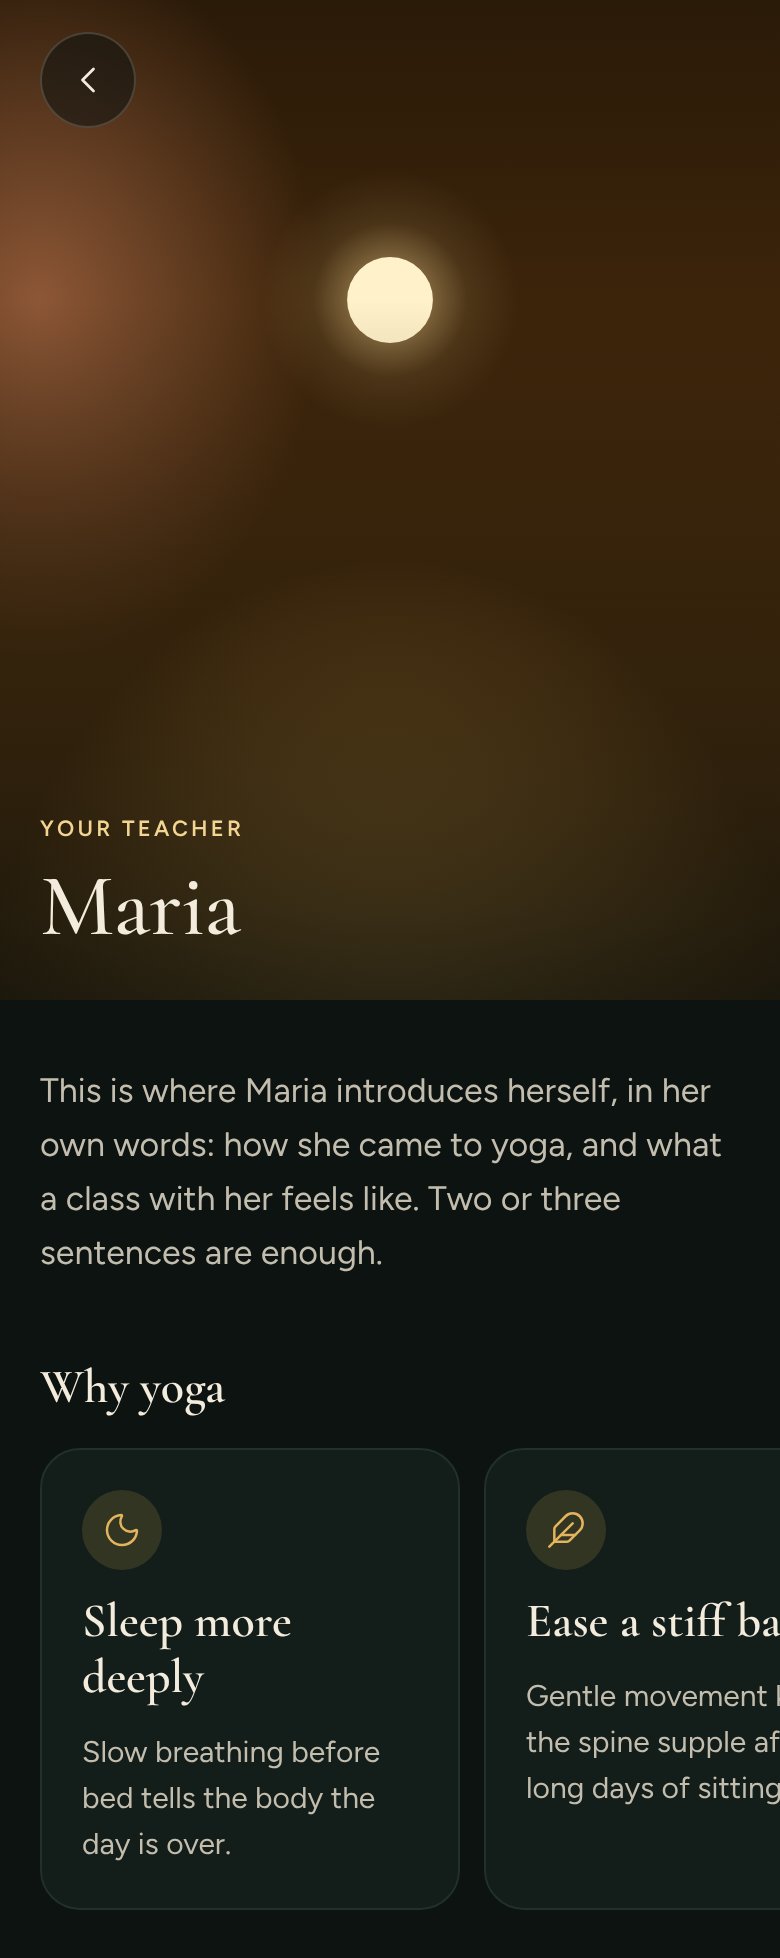 YOUR TEACHER
Maria
This is where Maria introduces herself, in her
own words: how she came to yoga, and what
a class with her feels like. Two or three
sentences are enough.
Why yoga
Sleep more
deeply
Slow breathing before
bed tells the body the
day is over.
Ease a stiff
Gentle movement
the spine supple
long days of sitting